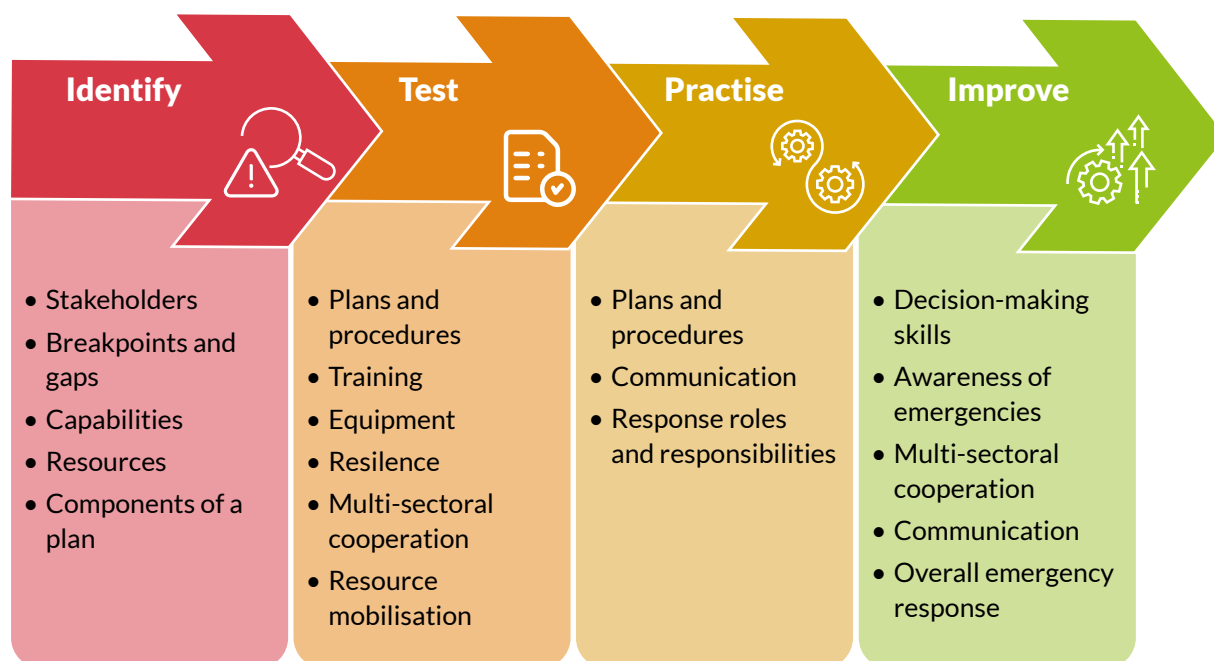 Identify
• Stakeholders
• Breakpoints and
gaps
• Capabilities
• Resources
• Components of a
plan
Test
• Plans and
procedures
• Training
• Equipment
• Resilence
• Multi-sectoral
cooperation
• Resource
mobilisation
Practise
• Plans and
procedures
• Communication
• Response roles
and responsibilities
Improve
• Decision-making
skills
• Awareness of
emergencies
• Multi-sectoral
cooperation
• Communication
• Overall emergency
response